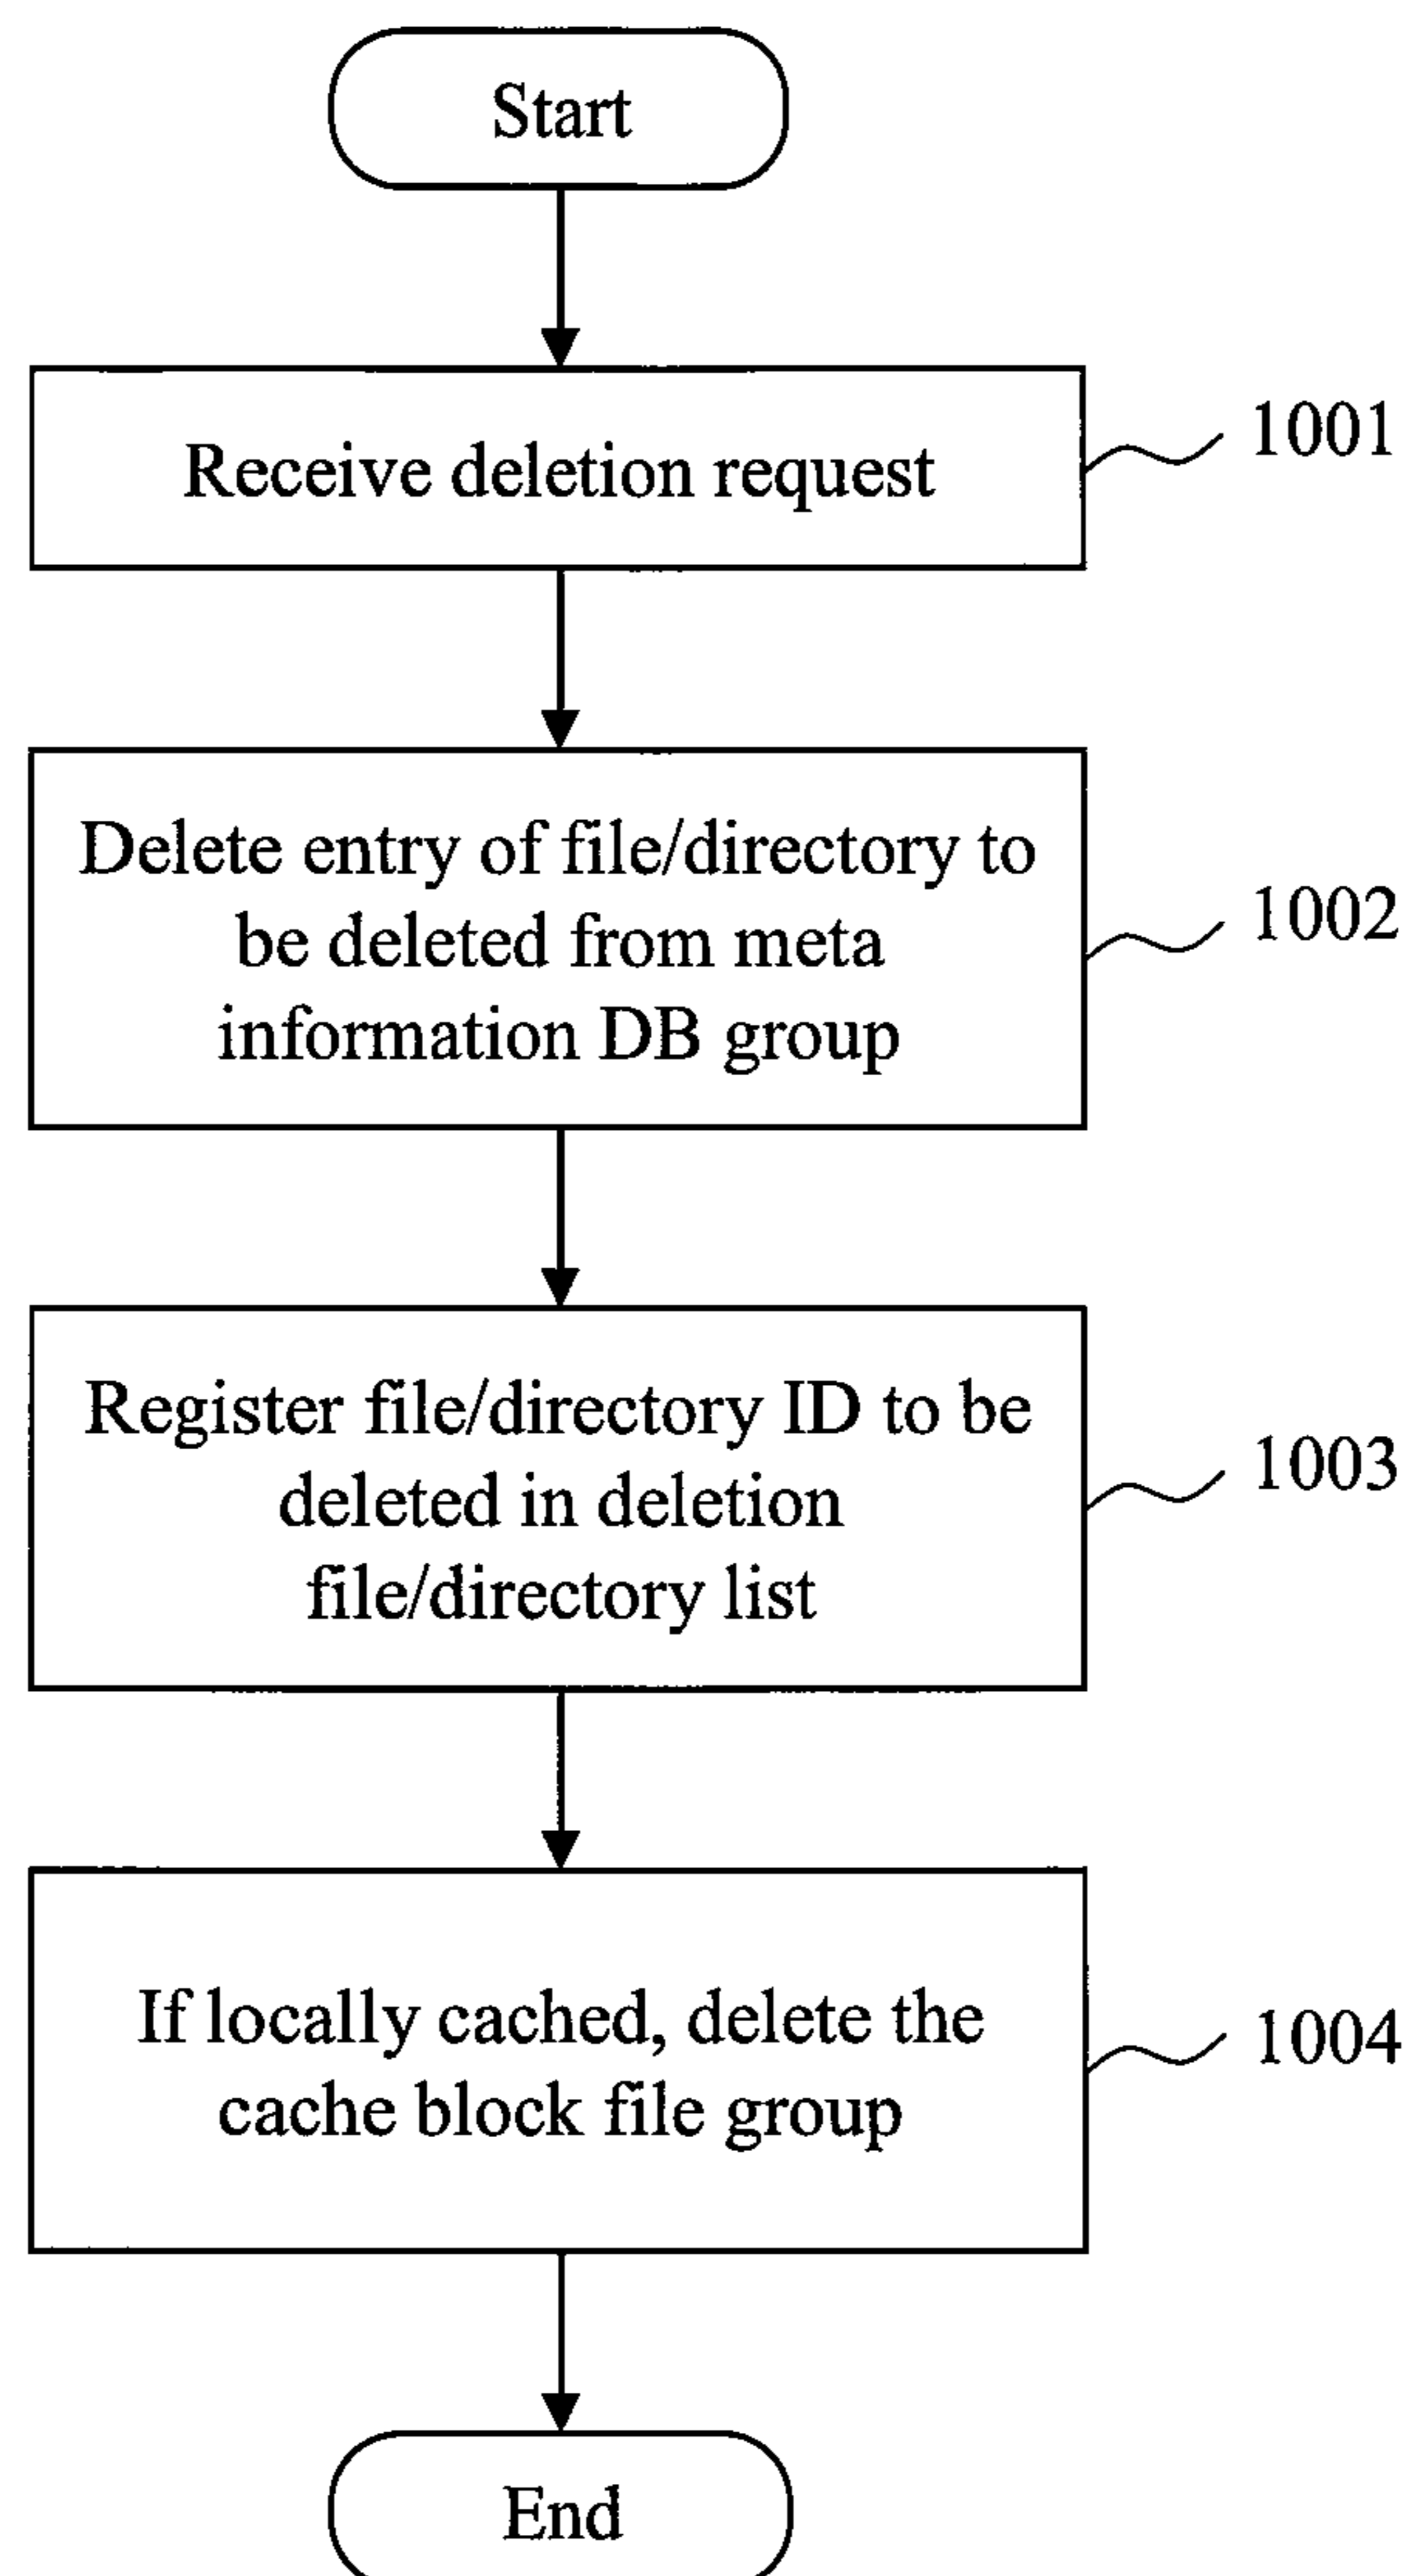 Start
Receive deletion request
1001
Delete entry of file/directory to
be deleted from meta
information DB group
1002
Register file/directory ID to be
deleted in deletion
file/directory list
1003
If locally cached, delete the
cache block file group
1004
End